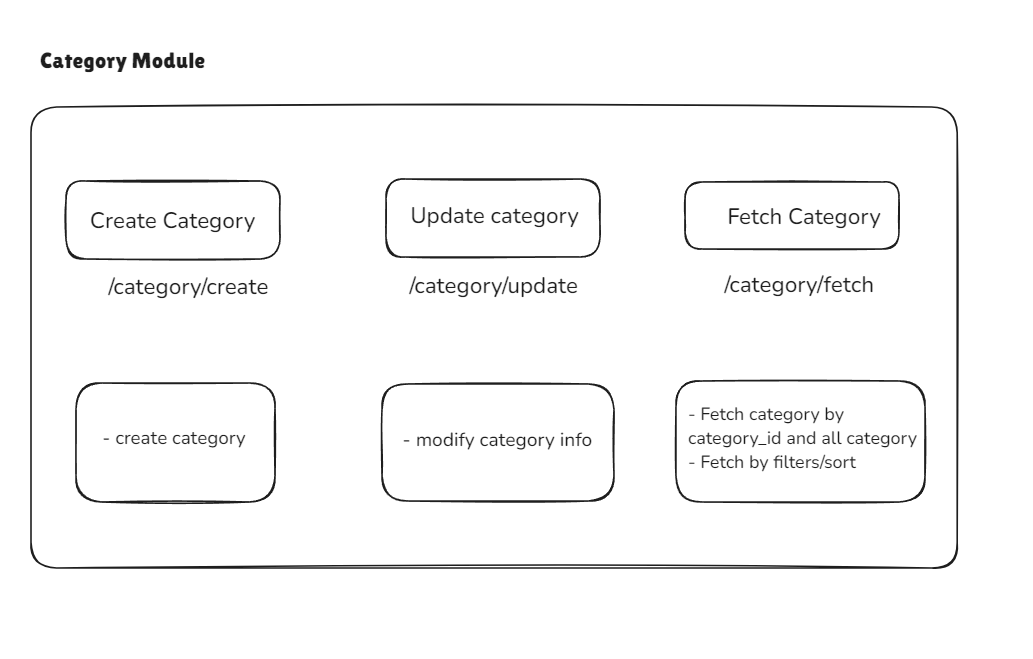 Category Module
Create Category
Update category
Fetch Category
/category/create
/category/update
/category/fetch
- create category
- modify category info
- Fetch category by
category_id and all category
- Fetch by filters/sort